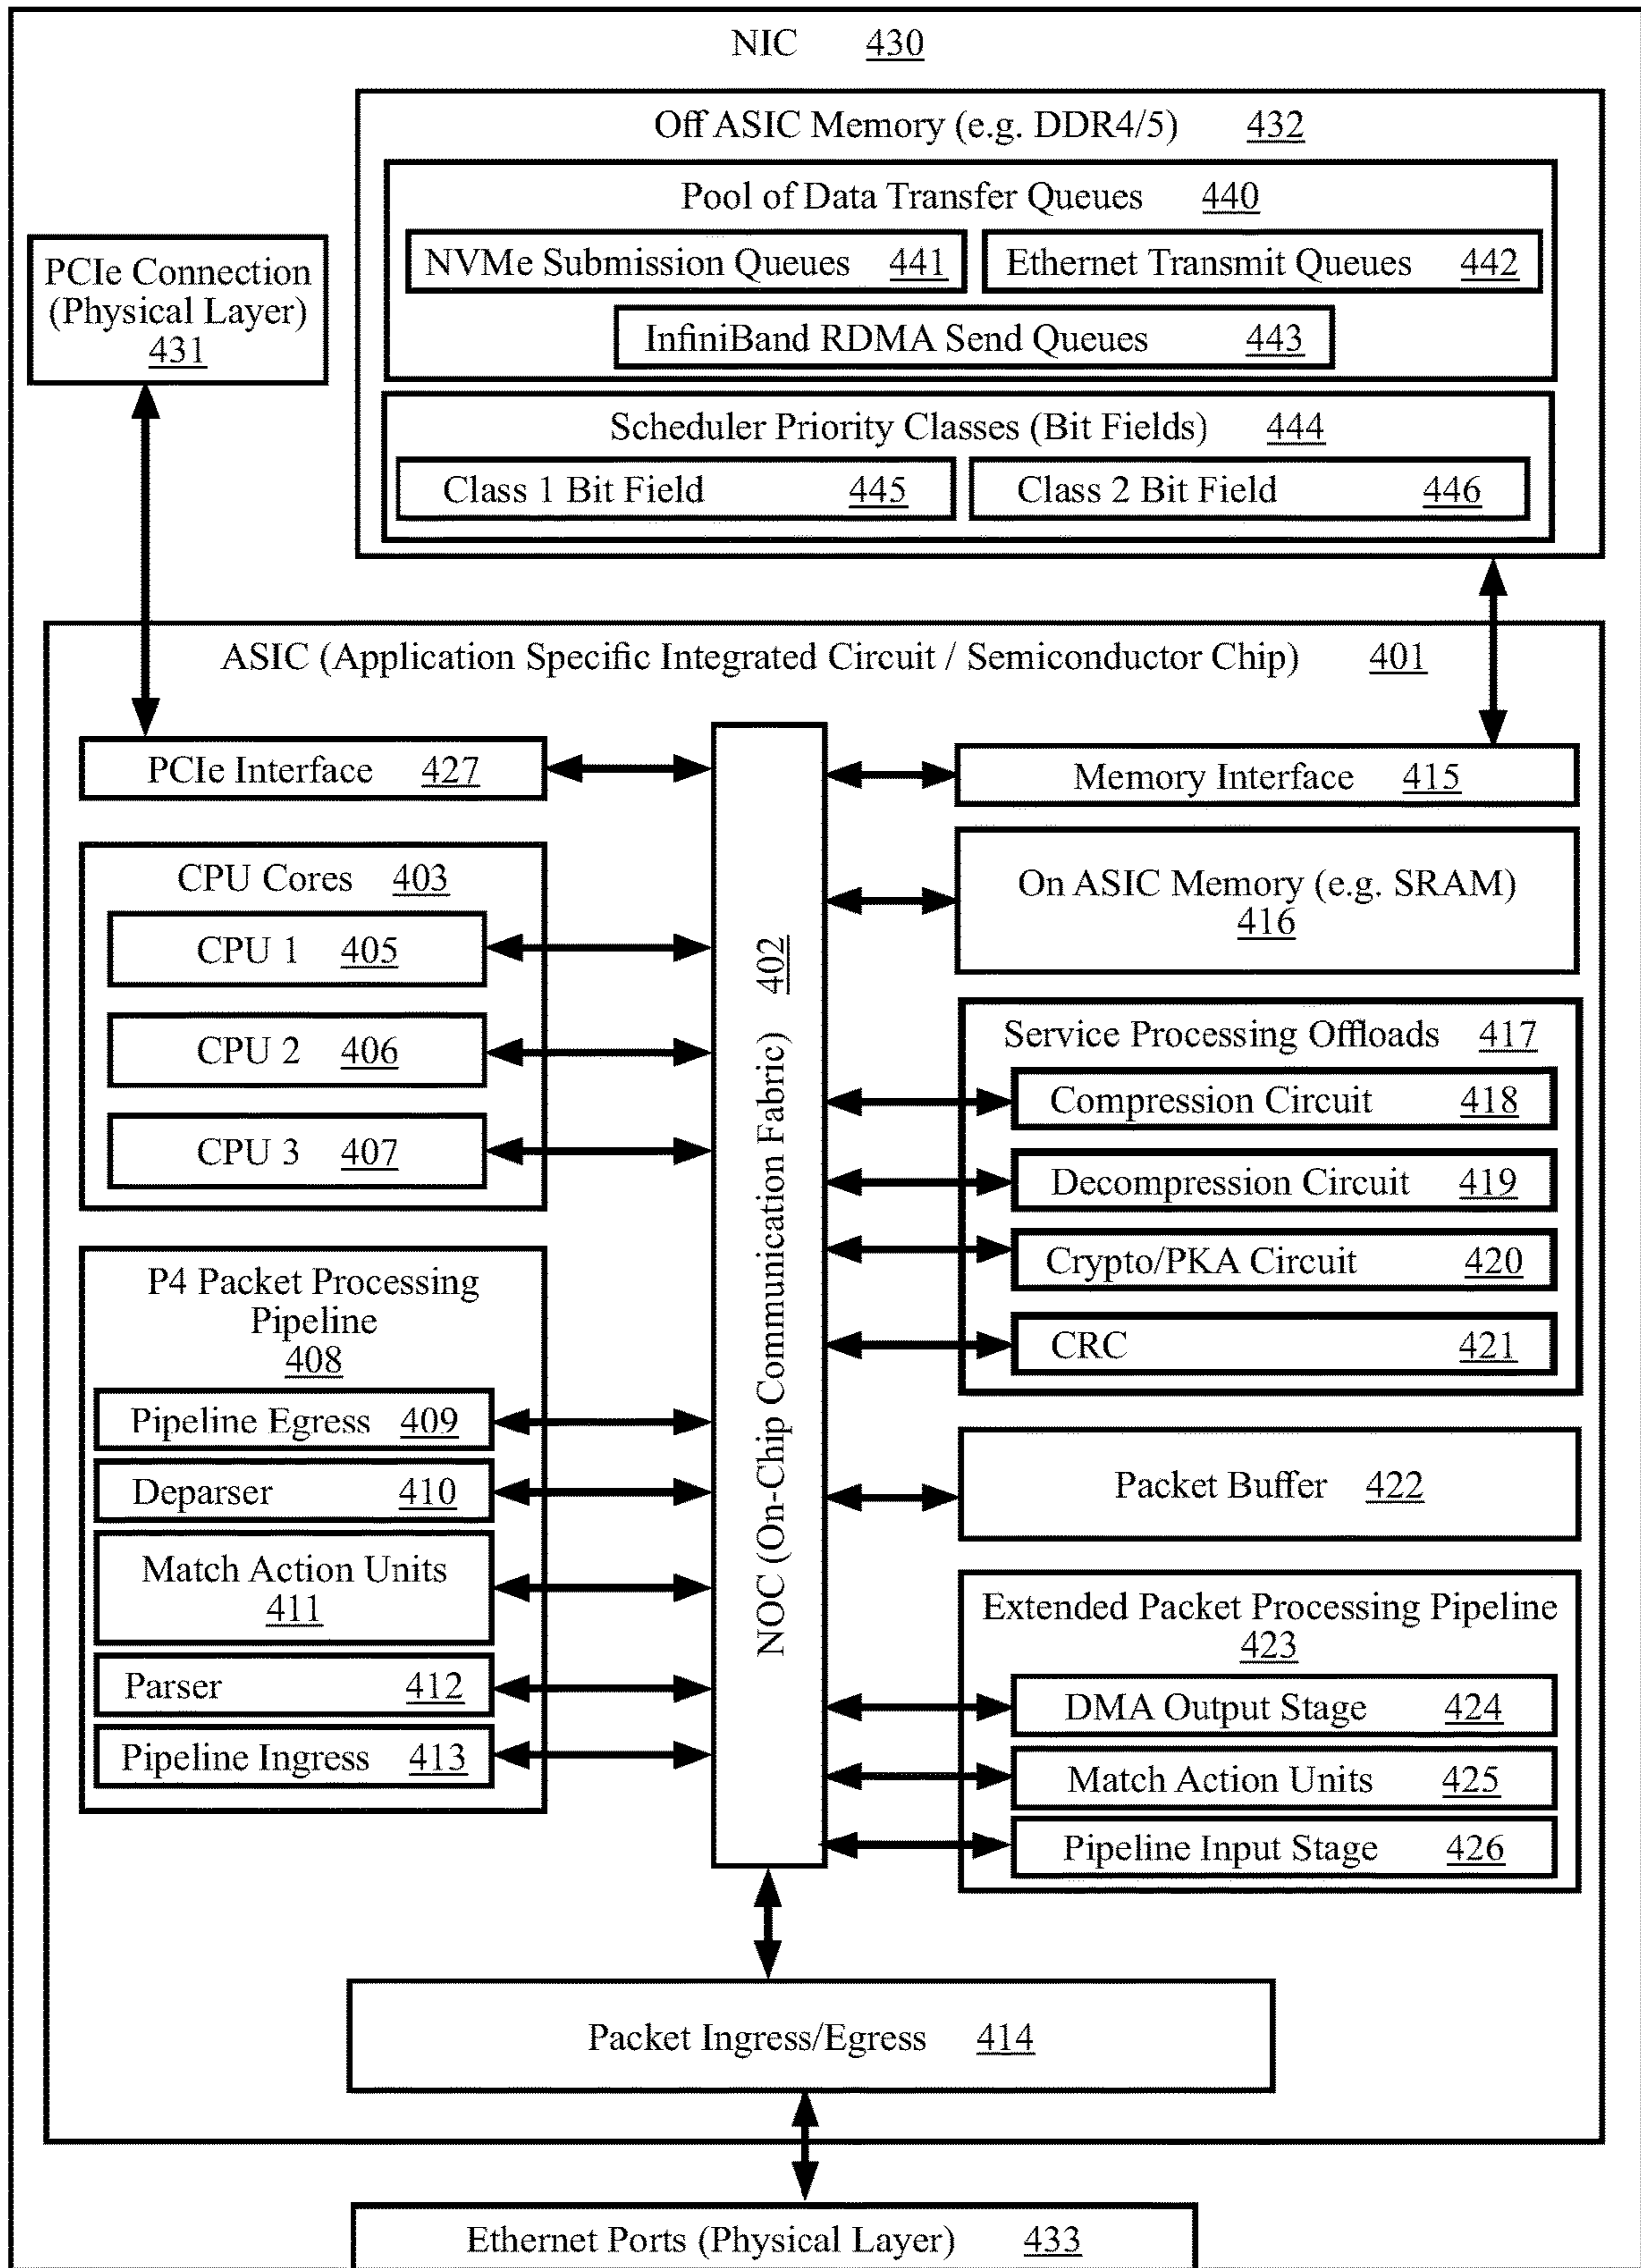 NIC 430
Off ASIC Memory (e.g. DDR4/5) 432
Pool of Data Transfer Queues 440
NVMe Submission Queues 441
Ethernet Transmit Queues 442
InfiniBand RDMA Send Queues 443
Scheduler Priority Classes (Bit Fields) 444
Class 1 Bit Field 445
Class 2 Bit Field 446
PCIe Connection
(Physical Layer)
431
ASIC (Application Specific Integrated Circuit / Semiconductor Chip) 401
PCIe Interface 427
CPU Cores 403
CPU 1 405
CPU 2 406
CPU 3 407
P4 Packet Processing
Pipeline
408
Pipeline Egress 409
Deparser 410
Match Action Units
411
Parser 412
Pipeline Ingress 413
NOC (On-Chip Communication Fabric) 402
Memory Interface 415
On ASIC Memory (e.g. SRAM)
416
Service Processing Offloads 417
Compression Circuit 418
Decompression Circuit 419
Crypto/PKA Circuit 420
CRC 421
Packet Buffer 422
Extended Packet Processing Pipeline
423
DMA Output Stage 424
Match Action Units 425
Pipeline Input Stage 426
Packet Ingress/Egress 414
Ethernet Ports (Physical Layer) 433